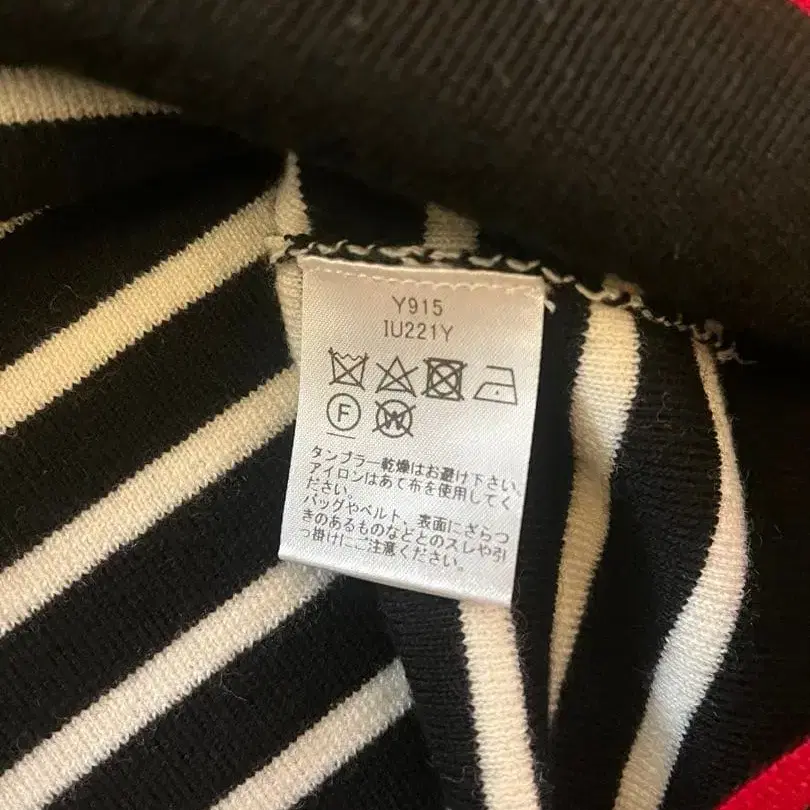 Y915
IU221Y
F W
タンブラー乾燥はお避け下さい。
アイロンはあて布を使用してく
ださい。
バッグやベルト、表面にざらつ
きのあるものなどとのスレや引
っ掛けにご注意ください。